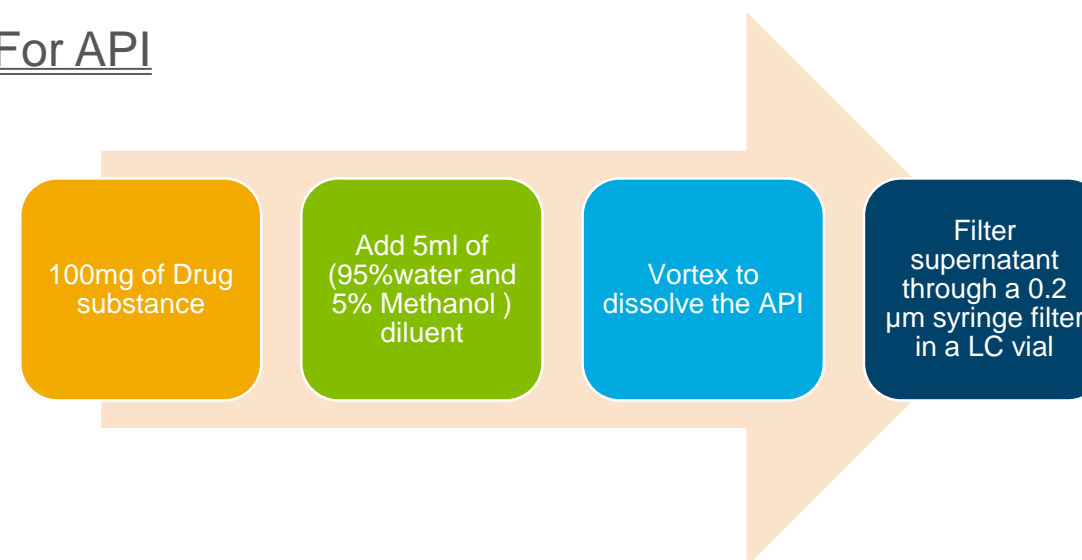 For API
100mg of Drug
substance
Add 5ml of
(95%water and
5% Methanol )
diluent
Vortex to
dissolve the API
Filter
supernatant
through a 0.2
µm syringe filter
in a LC vial